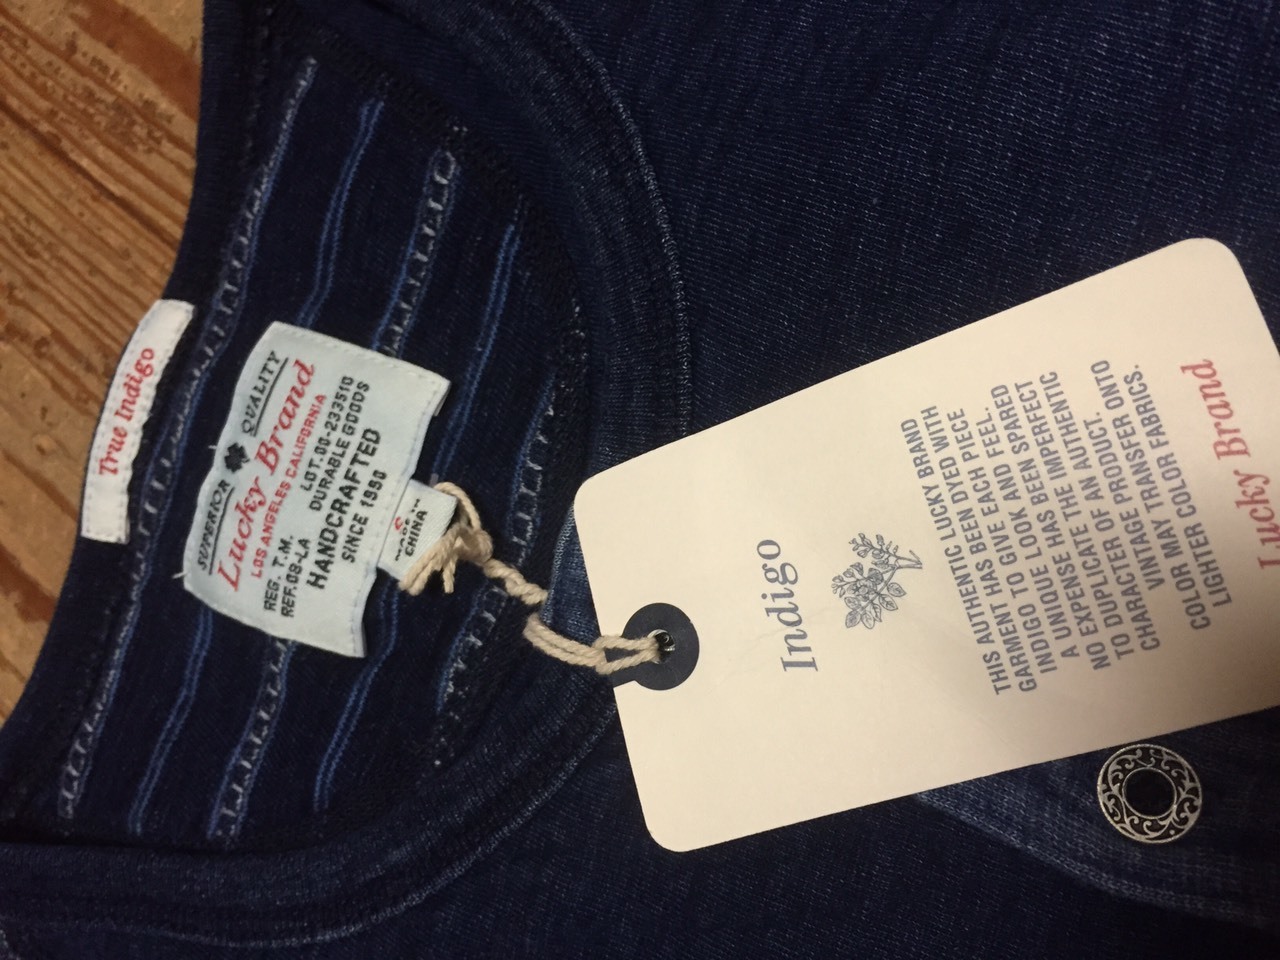 True Indigo
SUPERIOR QUALITY
Lucky Brand
LOS ANGELES CALIFORNIA
REG. T.M. LOT.00-233510
REF.08-LA DURABLE GOODS
HANDCRAFTED
SINCE 1990
S
MADE IN
CHINA
Indigo
THIS AUTHENTIC LUCKY BRAND
GARMENT HAS BEEN DYED WITH
INDIGO TO GIVE EACH PIECE
A UNIQUE LOOK AND FEEL.
NO EXPENSE HAS BEEN SPARED
TO DUPLICATE THE IMPERFECT
CHARACTER OF AN AUTHENTIC
VINTAGE PRODUCT.
COLOR MAY TRANSFER ONTO
LIGHTER COLOR FABRICS.
Lucky Brand